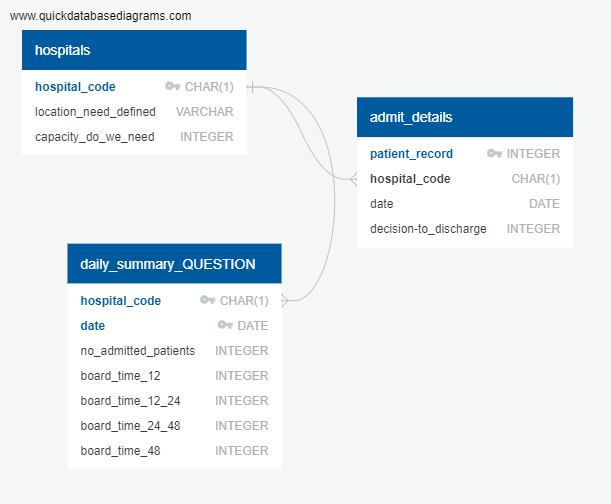 www.quickdatabasediagrams.com
hospitals
hospital_code CHAR(1)
location_need_defined VARCHAR
capacity_do_we_need INTEGER
admit_details
patient_record INTEGER
hospital_code CHAR(1)
date DATE
decision-to_discharge INTEGER
daily_summary_QUESTION
hospital_code CHAR(1)
date DATE
no_admitted_patients INTEGER
board_time_12 INTEGER
board_time_12_24 INTEGER
board_time_24_48 INTEGER
board_time_48 INTEGER